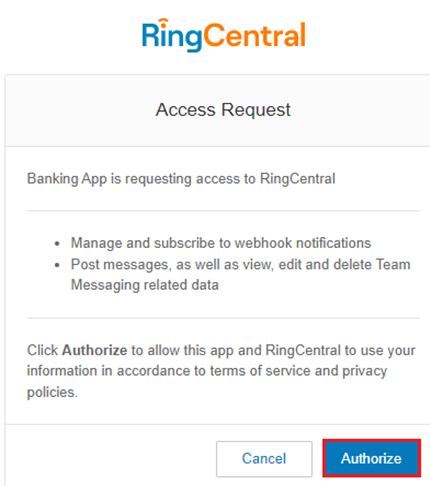 RingCentral
Access Request
Banking App is requesting access to RingCentral
• Manage and subscribe to webhook notifications
• Post messages, as well as view, edit and delete Team
Messaging related data
Click Authorize to allow this app and RingCentral to use your
information in accordance to terms of service and privacy
policies.
Cancel Authorize